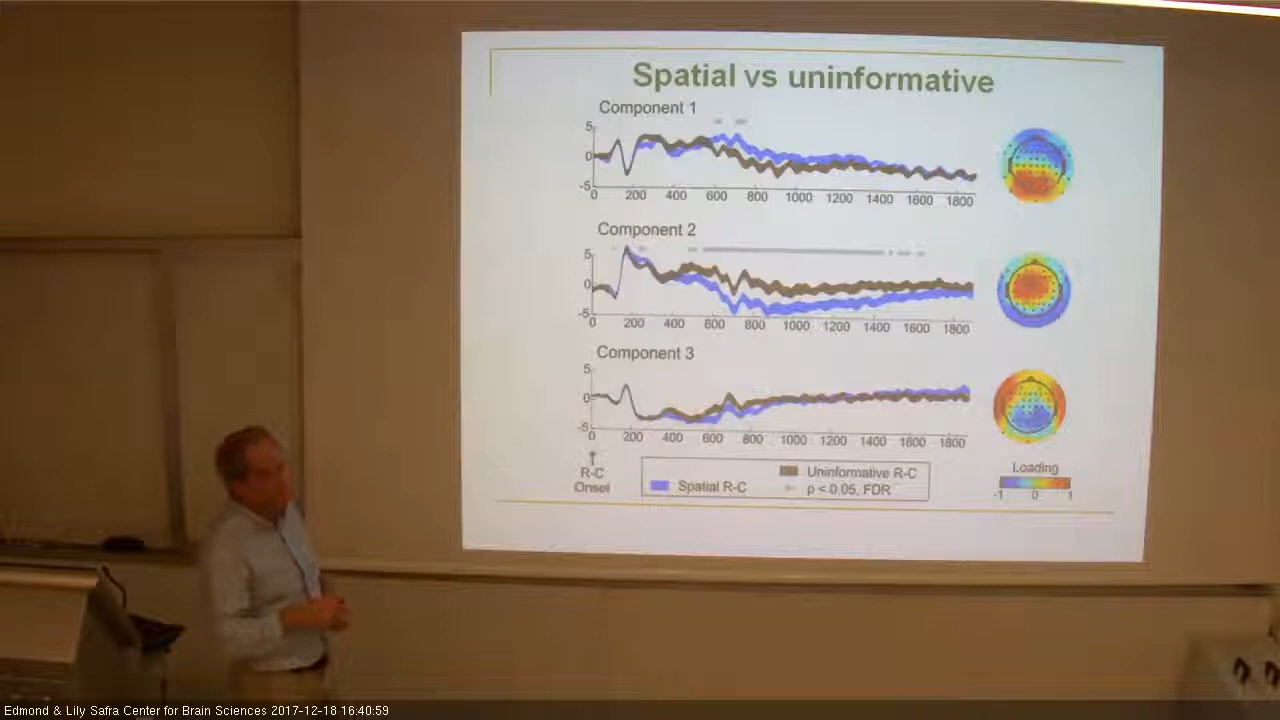 Spatial vs uninformative
Component 1
5
0
-5
0 200 400 600 800 1000 1200 1400 1600 1800
Component 2
5
0
-5
0 200 400 600 800 1000 1200 1400 1600 1800
Component 3
5
0
-5
0 200 400 600 800 1000 1200 1400 1600 1800
R-C
Onset
Spatial R-C
Uninformative R-C
p < 0.05, FDR
Loading
-1 0 1
Edmond & Lily Safra Center for Brain Sciences 2017-12-18 16:40:59